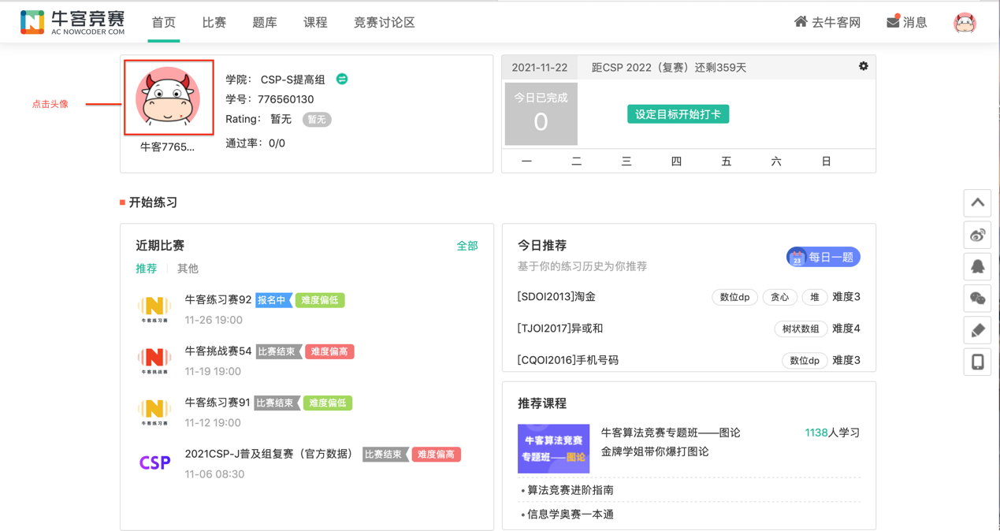 牛客竞赛
AC NOWCODER COM
首页 比赛 题库 课程 竞赛讨论区
去牛客网 消息
点击头像
牛客7765...
学院： CSP-S提高组
学号：776560130
Rating： 暂无 暂无
通过率：0/0
2021-11-22 距CSP 2022（复赛）还剩359天
今日已完成
0
设定目标开始打卡
一 二 三 四 五 六 日
开始练习
近期比赛 全部
推荐 其他
牛客练习赛92 报名中 难度偏低
11-26 19:00
牛客练习赛
牛客挑战赛54 比赛结束 难度偏高
11-19 19:00
牛客挑战赛
牛客练习赛91 比赛结束 难度偏低
11-12 19:00
牛客练习赛
CSP
2021CSP-J普及组复赛（官方数据） 比赛结束 难度偏高
11-06 08:30
今日推荐
基于你的练习历史为你推荐
23 每日一题
[SDOI2013]淘金 数位dp 贪心 堆 难度3
[TJOI2017]异或和 树状数组 难度4
[CQOI2016]手机号码 数位dp 难度3
推荐课程
牛客算法竞赛
专题班——图论
牛客算法竞赛专题班——图论 1138人学习
金牌学姐带你爆打图论
• 算法竞赛进阶指南
• 信息学奥赛一本通